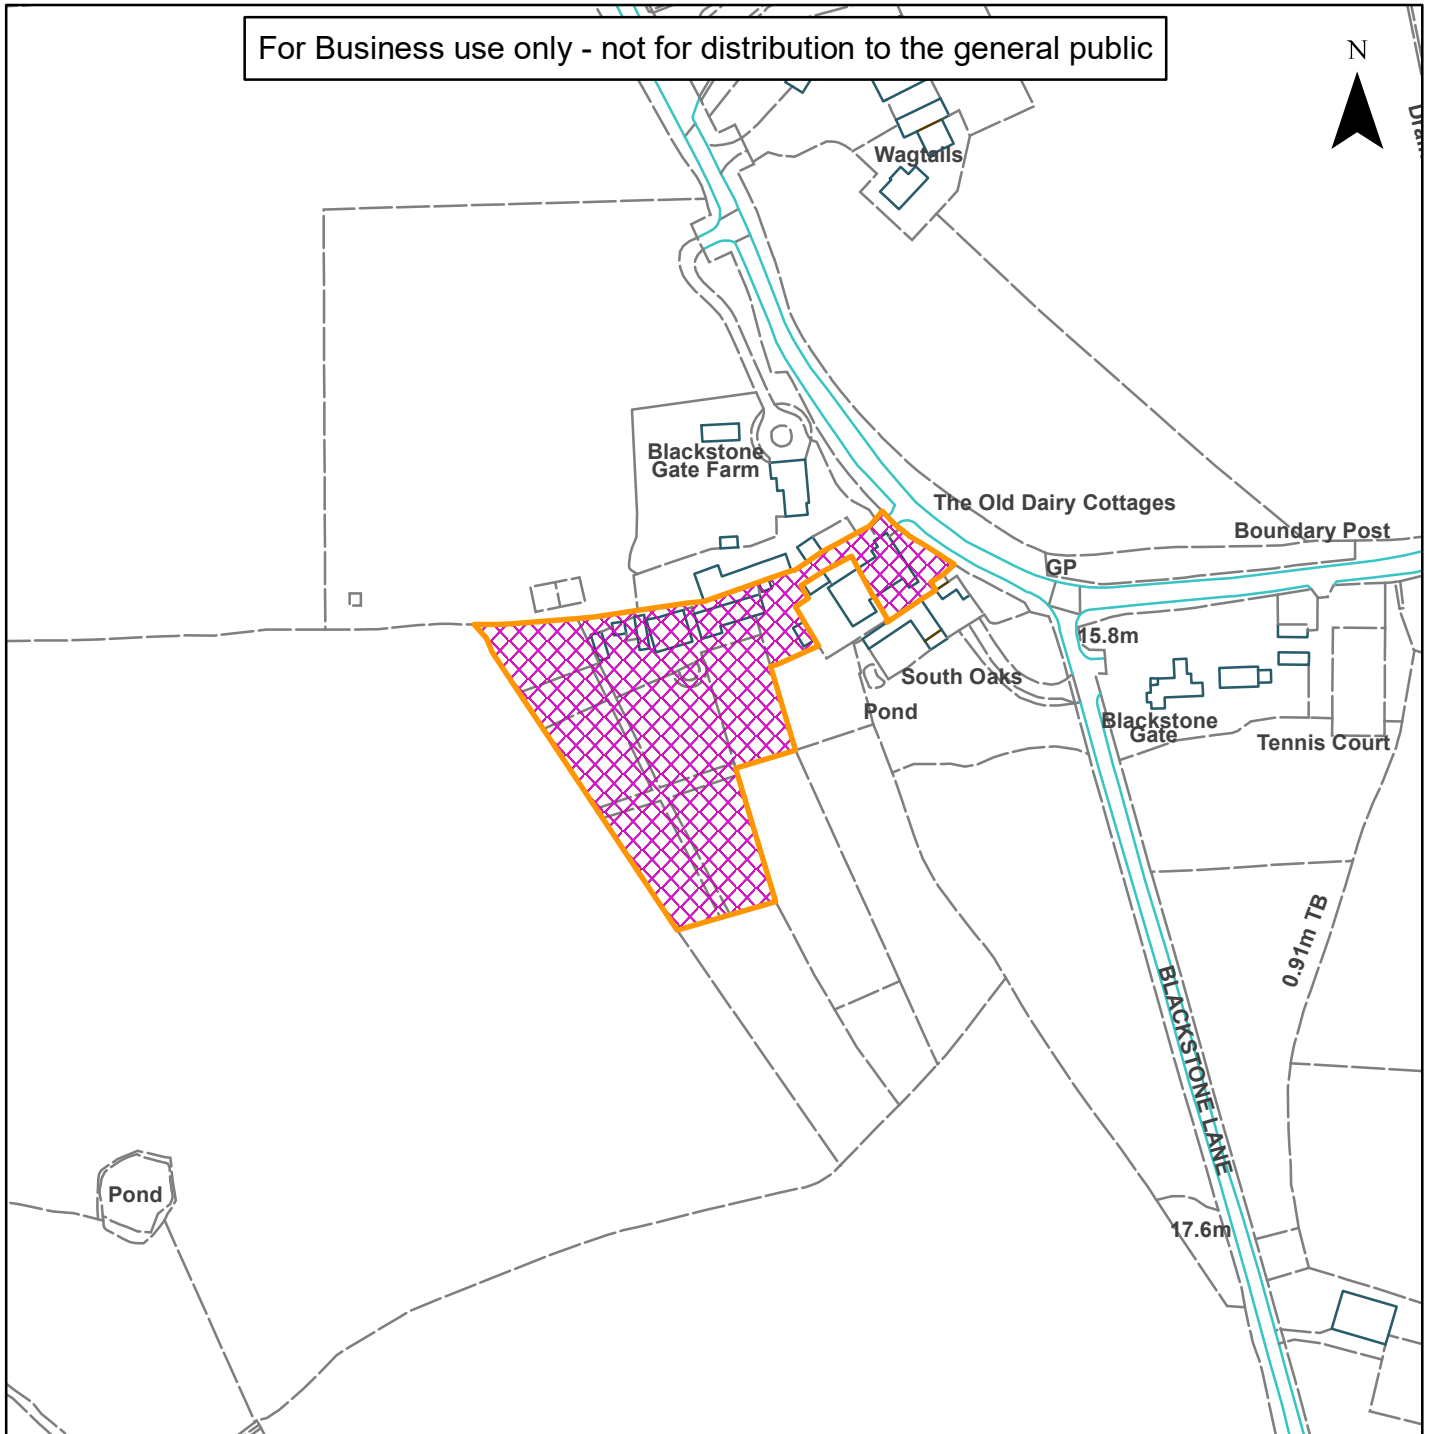 For Business use only - not for distribution to the general public
N
Wagtails
Blackstone
Gate Farm
The Old Dairy Cottages
Boundary Post
GP
15.8m
South Oaks
Pond
Blackstone
Gate
Tennis Court
0.91m TB
BLACKSTONE LANE
Pond
17.6m